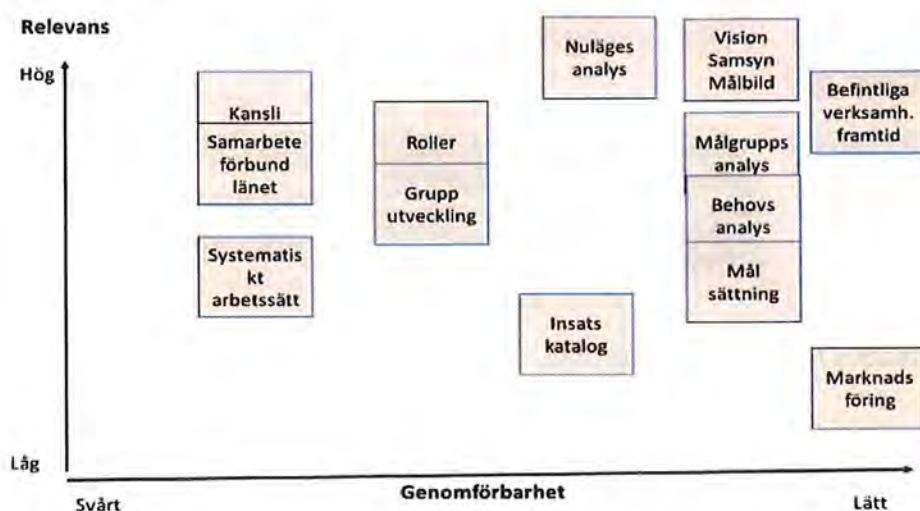 Relevans
Hög
Kansli
Samarbete
förbund
länet
Systematis
kt
arbetssätt
Roller
Grupp
utveckling
Nuläges
analys
Insats
katalog
Vision
Samsyn
Målbild
Målgrupps
analys
Behovs
analys
Mål
sättning
Befintliga
verksamh.
framtid
Marknads
föring
Låg
Svårt
Genomförbarhet
Lätt